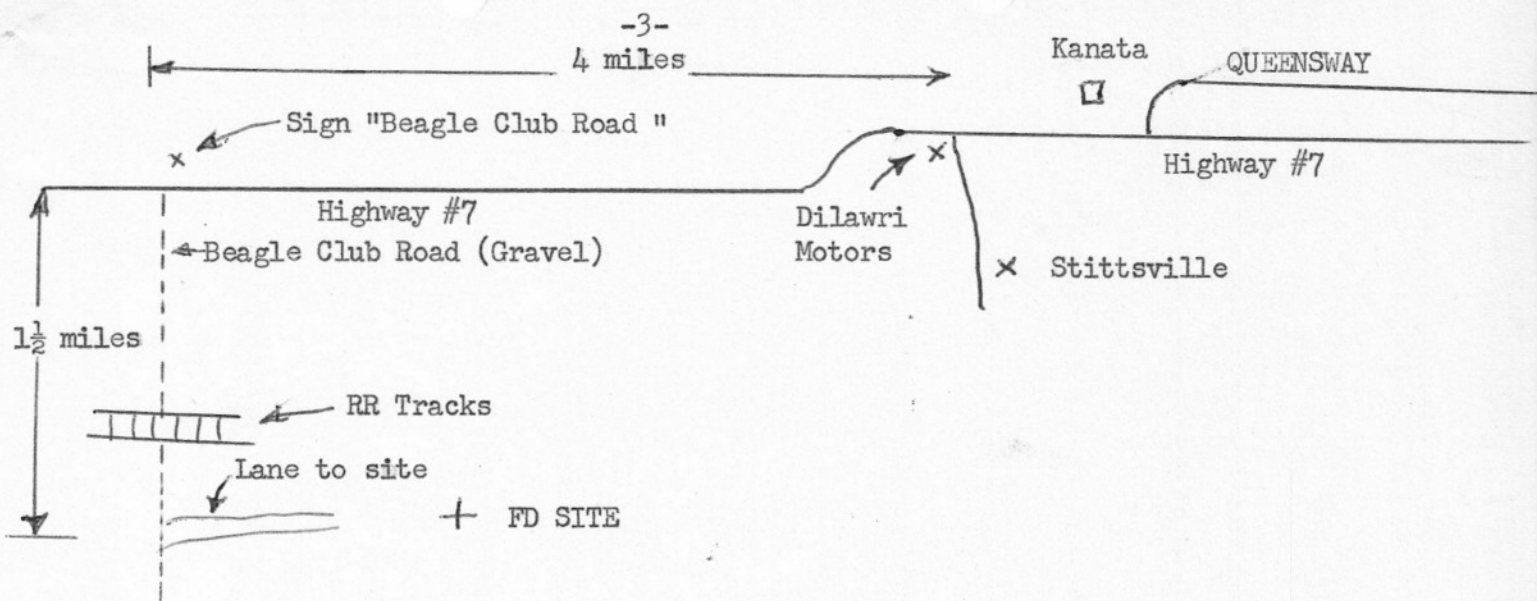 -3-
4 miles
Kanata
QUEENSWAY
Sign "Beagle Club Road "
Highway #7
Highway #7
Dilawri
Motors
Beagle Club Road (Gravel)
Stittsville
1½ miles
RR Tracks
Lane to site
FD SITE